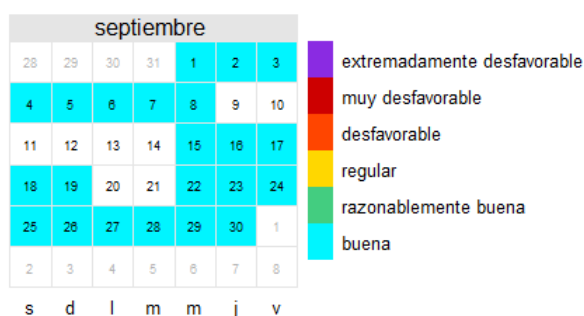 septiembre
28 29 30 31 1 2 3
4 5 6 7 8 9 10
11 12 13 14 15 16 17
18 19 20 21 22 23 24
25 26 27 28 29 30 1
2 3 4 5 6 7 8
s d l m m j v
extremadamente desfavorable
muy desfavorable
desfavorable
regular
razonablemente buena
buena